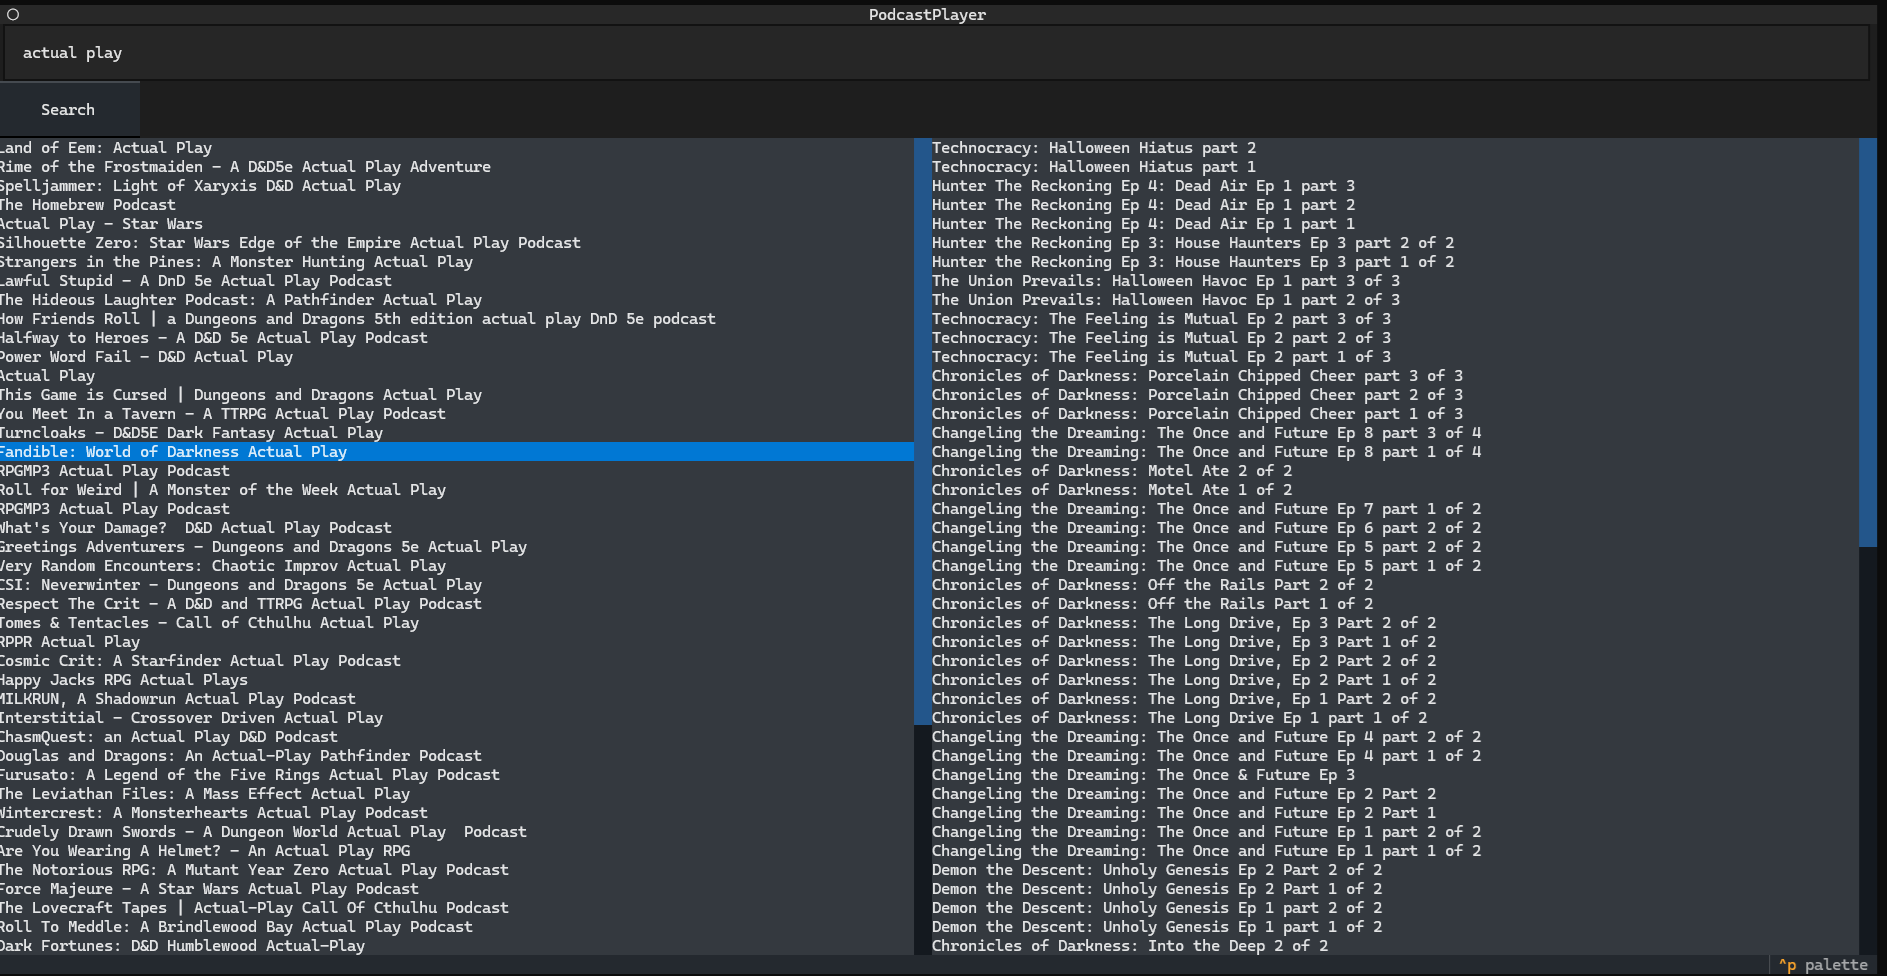 PodcastPlayer
actual play
Search
Land of Eem: Actual Play
Rime of the Frostmaiden - A D&D5e Actual Play Adventure
Spelljammer: Light of Xaryxis D&D Actual Play
The Homebrew Podcast
Actual Play - Star Wars
Silhouette Zero: Star Wars Edge of the Empire Actual Play Podcast
Strangers in the Pines: A Monster Hunting Actual Play
Lawful Stupid - A DnD 5e Actual Play Podcast
The Hideous Laughter Podcast: A Pathfinder Actual Play
How Friends Roll | a Dungeons and Dragons 5th edition actual play DnD 5e podcast
Halfway to Heroes - A D&D 5e Actual Play Podcast
Power Word Fail - D&D Actual Play
Actual Play
This Game is Cursed | Dungeons and Dragons Actual Play
You Meet In a Tavern - A TTRPG Actual Play Podcast
Turncloaks - D&D5E Dark Fantasy Actual Play
Fandible: World of Darkness Actual Play
RPGMP3 Actual Play Podcast
Roll for Weird | A Monster of the Week Actual Play
RPGMP3 Actual Play Podcast
What's Your Damage?  D&D Actual Play Podcast
Greetings Adventurers - Dungeons and Dragons 5e Actual Play
Very Random Encounters: Chaotic Improv Actual Play
CSI: Neverwinter - Dungeons and Dragons 5e Actual Play
Respect The Crit - A D&D and TTRPG Actual Play Podcast
Tomes & Tentacles - Call of Cthulhu Actual Play
RPPR Actual Play
Cosmic Crit: A Starfinder Actual Play Podcast
Happy Jacks RPG Actual Plays
MILKRUN, A Shadowrun Actual Play Podcast
Interstitial - Crossover Driven Actual Play
ChasmQuest: an Actual Play D&D Podcast
Douglas and Dragons: An Actual-Play Pathfinder Podcast
Furusato: A Legend of the Five Rings Actual Play Podcast
The Leviathan Files: A Mass Effect Actual Play
Wintercrest: A Monsterhearts Actual Play Podcast
Crudely Drawn Swords - A Dungeon World Actual Play  Podcast
Are You Wearing A Helmet? - An Actual Play RPG
The Notorious RPG: A Mutant Year Zero Actual Play Podcast
Force Majeure - A Star Wars Actual Play Podcast
The Lovecraft Tapes | Actual-Play Call Of Cthulhu Podcast
Roll To Meddle: A Brindlewood Bay Actual Play Podcast
Dark Fortunes: D&D Humblewood Actual-Play
Technocracy: Halloween Hiatus part 2
Technocracy: Halloween Hiatus part 1
Hunter The Reckoning Ep 4: Dead Air Ep 1 part 3
Hunter The Reckoning Ep 4: Dead Air Ep 1 part 2
Hunter The Reckoning Ep 4: Dead Air Ep 1 part 1
Hunter the Reckoning Ep 3: House Haunters Ep 3 part 2 of 2
Hunter the Reckoning Ep 3: House Haunters Ep 3 part 1 of 2
The Union Prevails: Halloween Havoc Ep 1 part 3 of 3
The Union Prevails: Halloween Havoc Ep 1 part 2 of 3
Technocracy: The Feeling is Mutual Ep 2 part 3 of 3
Technocracy: The Feeling is Mutual Ep 2 part 2 of 3
Technocracy: The Feeling is Mutual Ep 2 part 1 of 3
Chronicles of Darkness: Porcelain Chipped Cheer part 3 of 3
Chronicles of Darkness: Porcelain Chipped Cheer part 2 of 3
Chronicles of Darkness: Porcelain Chipped Cheer part 1 of 3
Changeling the Dreaming: The Once and Future Ep 8 part 3 of 4
Changeling the Dreaming: The Once and Future Ep 8 part 1 of 4
Chronicles of Darkness: Motel Ate 2 of 2
Chronicles of Darkness: Motel Ate 1 of 2
Changeling the Dreaming: The Once and Future Ep 7 part 1 of 2
Changeling the Dreaming: The Once and Future Ep 6 part 2 of 2
Changeling the Dreaming: The Once and Future Ep 5 part 2 of 2
Changeling the Dreaming: The Once and Future Ep 5 part 1 of 2
Chronicles of Darkness: Off the Rails Part 2 of 2
Chronicles of Darkness: Off the Rails Part 1 of 2
Chronicles of Darkness: The Long Drive, Ep 3 Part 2 of 2
Chronicles of Darkness: The Long Drive, Ep 3 Part 1 of 2
Chronicles of Darkness: The Long Drive, Ep 2 Part 2 of 2
Chronicles of Darkness: The Long Drive, Ep 2 Part 1 of 2
Chronicles of Darkness: The Long Drive, Ep 1 Part 2 of 2
Chronicles of Darkness: The Long Drive Ep 1 part 1 of 2
Changeling the Dreaming: The Once and Future Ep 4 part 2 of 2
Changeling the Dreaming: The Once and Future Ep 4 part 1 of 2
Changeling the Dreaming: The Once & Future Ep 3
Changeling the Dreaming: The Once and Future Ep 2 Part 2
Changeling the Dreaming: The Once and Future Ep 2 Part 1
Changeling the Dreaming: The Once and Future Ep 1 part 2 of 2
Changeling the Dreaming: The Once and Future Ep 1 part 1 of 2
Demon the Descent: Unholy Genesis Ep 2 Part 2 of 2
Demon the Descent: Unholy Genesis Ep 2 Part 1 of 2
Demon the Descent: Unholy Genesis Ep 1 part 2 of 2
Demon the Descent: Unholy Genesis Ep 1 part 1 of 2
Chronicles of Darkness: Into the Deep 2 of 2
^p palette